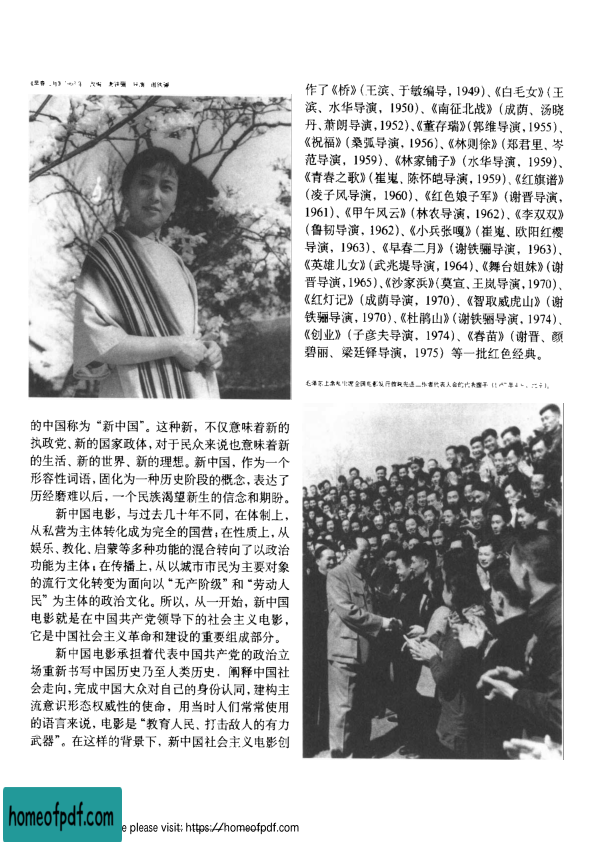 的中国称为“新中国”。这种新，不仅意味着新的
执政党、新的国家政体，对于民众来说也意味着新
的生活、新的世界、新的理想。新中国，作为一个
形容性词语，固化为一种历史阶段的概念，表达了
历经磨难以后，一个民族渴望新生的信念和期盼。
新中国电影，与过去几十年不同，在体制上，
从私营为主体转化成为完全的国营；在性质上，从
娱乐、教化、启蒙等多种功能的混合转向了以政治
功能为主体；在传播上，从以城市市民为主要对象
的流行文化转变为面向以“无产阶级”和“劳动人
民”为主体的政治文化。所以，从一开始，新中国
电影就是在中国共产党领导下的社会主义电影，
它是中国社会主义革命和建设的重要组成部分。
新中国电影承担着代表中国共产党的政治立
场重新书写中国历史乃至人类历史，阐释中国社
会走向，完成中国大众对自己的身份认同，建构主
流意识形态权威性的使命，用当时人们常常使用
的语言来说，电影是“教育人民、打击敌人的有力
武器”。在这样的背景下，新中国社会主义电影创
作了《桥》（王滨、于敏编导，1949）、《白毛女》（王
滨、水华导演，1950）、《南征北战》（成荫、汤晓
丹、萧朗导演，1952）、《董存瑞》（郭维导演，1955）、
《祝福》（桑弧导演，1956）、《林则徐》（郑君里、岑
范导演，1959）、《林家铺子》（水华导演，1959）、
《青春之歌》（崔嵬、陈怀皑导演，1959）、《红旗谱》
（凌子风导演，1960）、《红色娘子军》（谢晋导演，
1961）、《甲午风云》（林农导演，1962）、《李双双》
（鲁韧导演，1962）、《小兵张嘎》（崔嵬、欧阳红樱
导演，1963）、《早春二月》（谢铁骊导演，1963）、
《英雄儿女》（武兆堤导演，1964）、《舞台姐妹》（谢
晋导演，1965）、《沙家浜》（莫宣、王岚导演，1970）、
《红灯记》（成荫导演，1970）、《智取威虎山》（谢
铁骊导演，1970）、《杜鹃山》（谢铁骊导演，1974）、
《创业》（于彦夫导演，1974）、《春苗》（谢晋、颜
碧丽、梁廷铎导演，1975）等一批红色经典。
homeofpdf.com
e please visit: https://homeofpdf.com